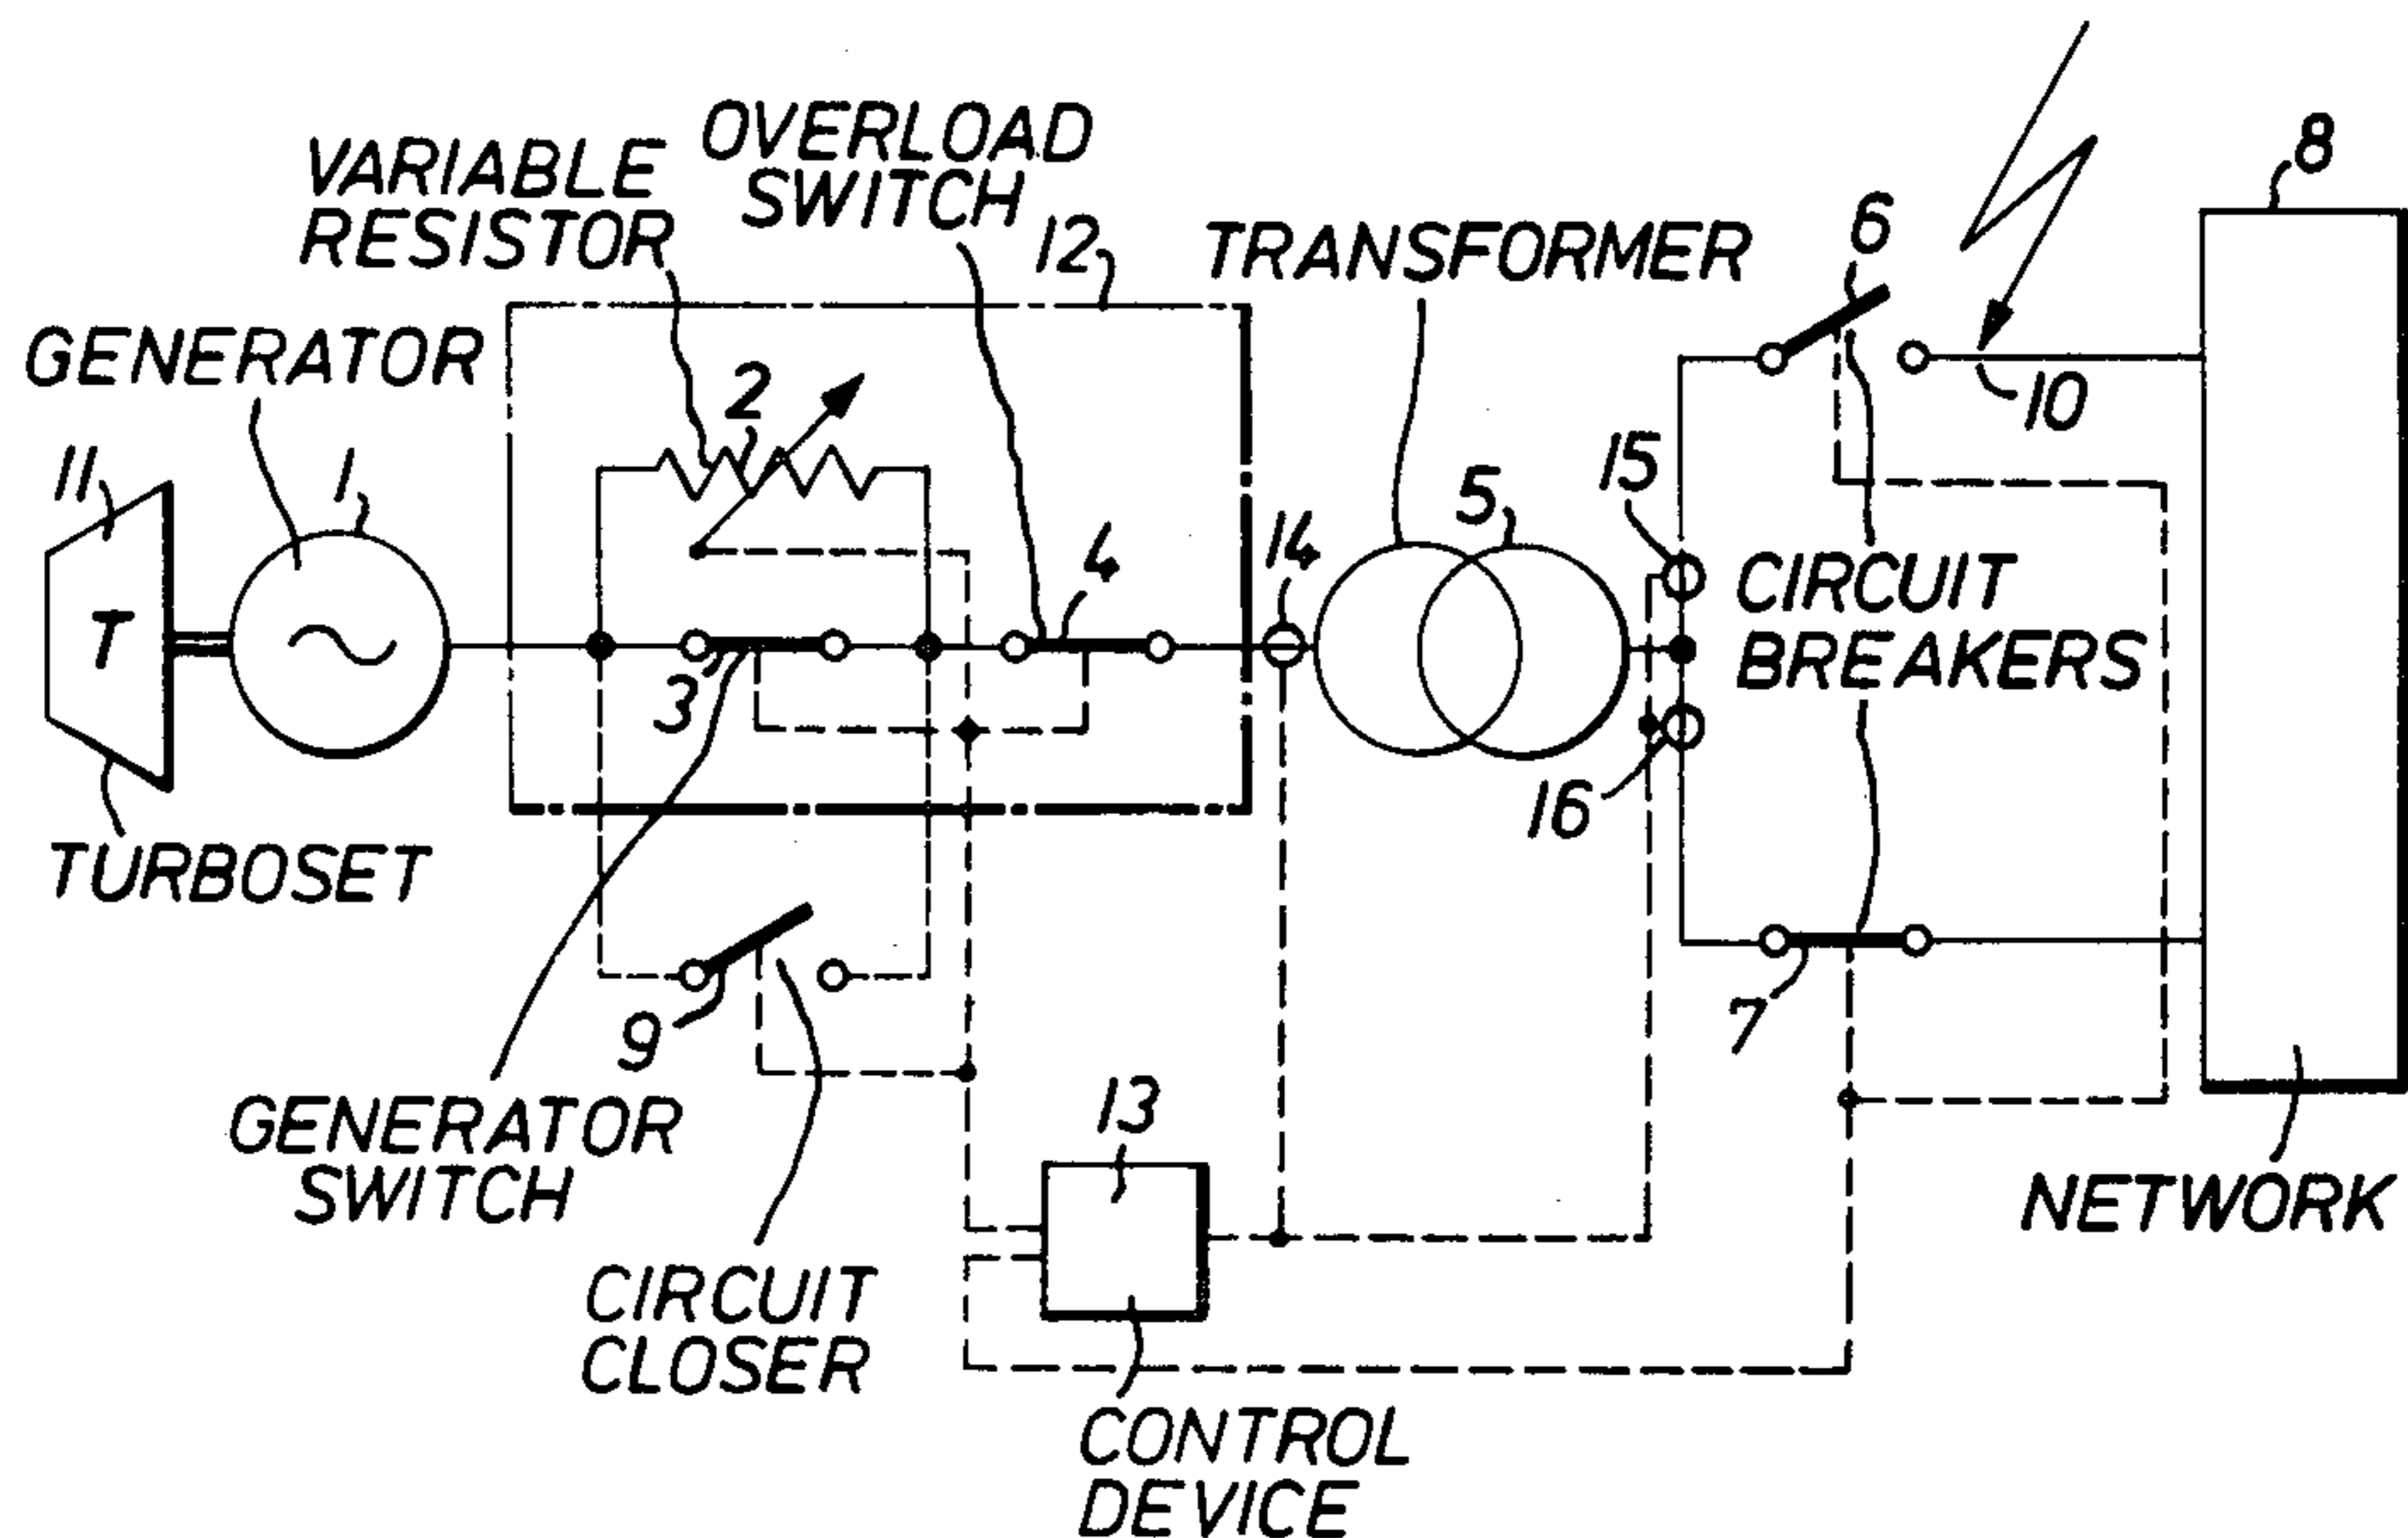 VARIABLE
RESISTOR
OVERLOAD
SWITCH
12
TRANSFORMER
6
8
GENERATOR
2
10
11
1
15
5
14
4
T
3
CIRCUIT
BREAKERS
16
TURBOSET
9
7
GENERATOR
SWITCH
13
NETWORK
CIRCUIT
CLOSER
CONTROL
DEVICE